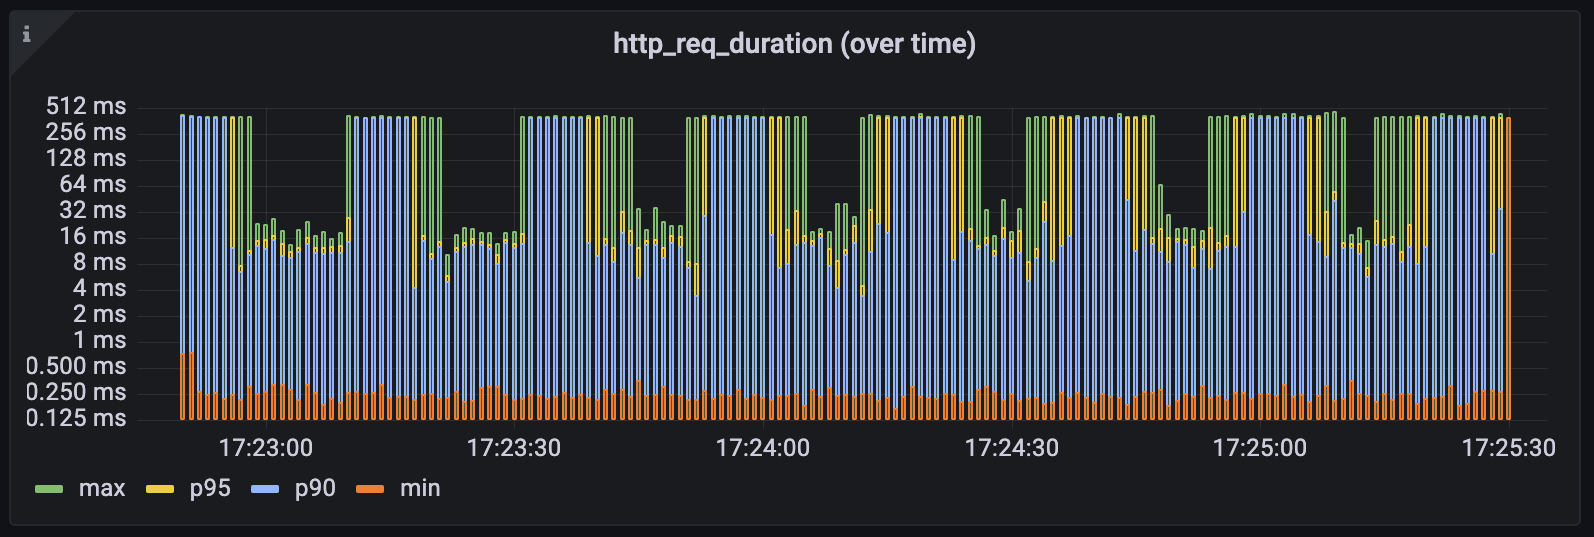 i
http_req_duration (over time)
512 ms
256 ms
128 ms
64 ms
32 ms
16 ms
8 ms
4 ms
2 ms
1 ms
0.500 ms
0.250 ms
0.125 ms
17:23:00 17:23:30 17:24:00 17:24:30 17:25:00 17:25:30
max p95 p90 min